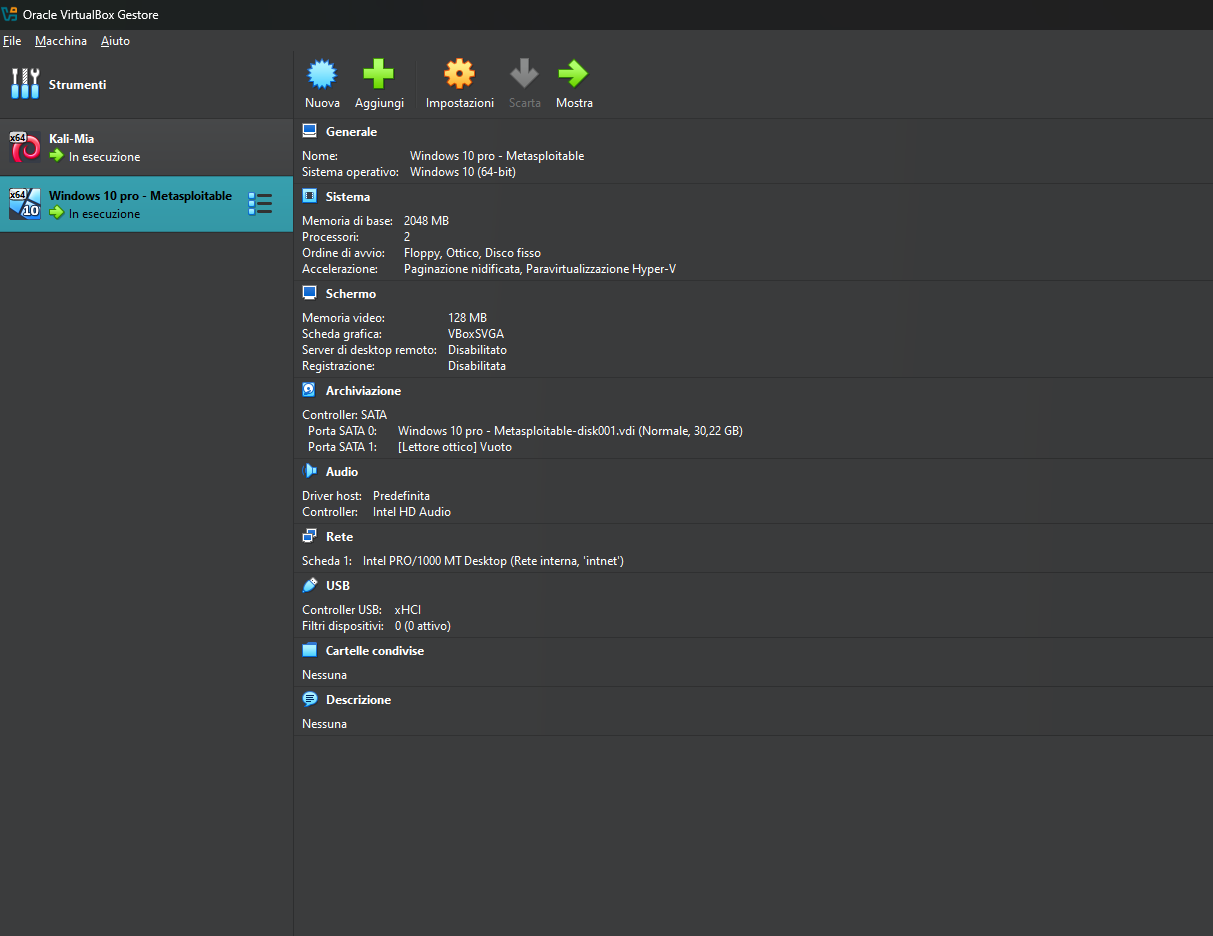 Oracle VirtualBox Gestore
File Macchina Aiuto
Strumenti
Nuova Aggiungi Impostazioni Scarta Mostra
x64
Kali-Mia
In esecuzione
x64
10
Windows 10 pro - Metasploitable
In esecuzione
Generale
Nome: Windows 10 pro - Metasploitable
Sistema operativo: Windows 10 (64-bit)
Sistema
Memoria di base: 2048 MB
Processori: 2
Ordine di avvio: Floppy, Ottico, Disco fisso
Accelerazione: Paginazione nidificata, Paravirtualizzazione Hyper-V
Schermo
Memoria video: 128 MB
Scheda grafica: VBoxSVGA
Server di desktop remoto: Disabilitato
Registrazione: Disabilitata
Archiviazione
Controller: SATA
Porta SATA 0: Windows 10 pro - Metasploitable-disk001.vdi (Normale, 30,22 GB)
Porta SATA 1: [Lettore ottico] Vuoto
Audio
Driver host: Predefinita
Controller: Intel HD Audio
Rete
Scheda 1: Intel PRO/1000 MT Desktop (Rete interna, 'intnet')
USB
Controller USB: xHCI
Filtri dispositivi: 0 (0 attivo)
Cartelle condivise
Nessuna
Descrizione
Nessuna